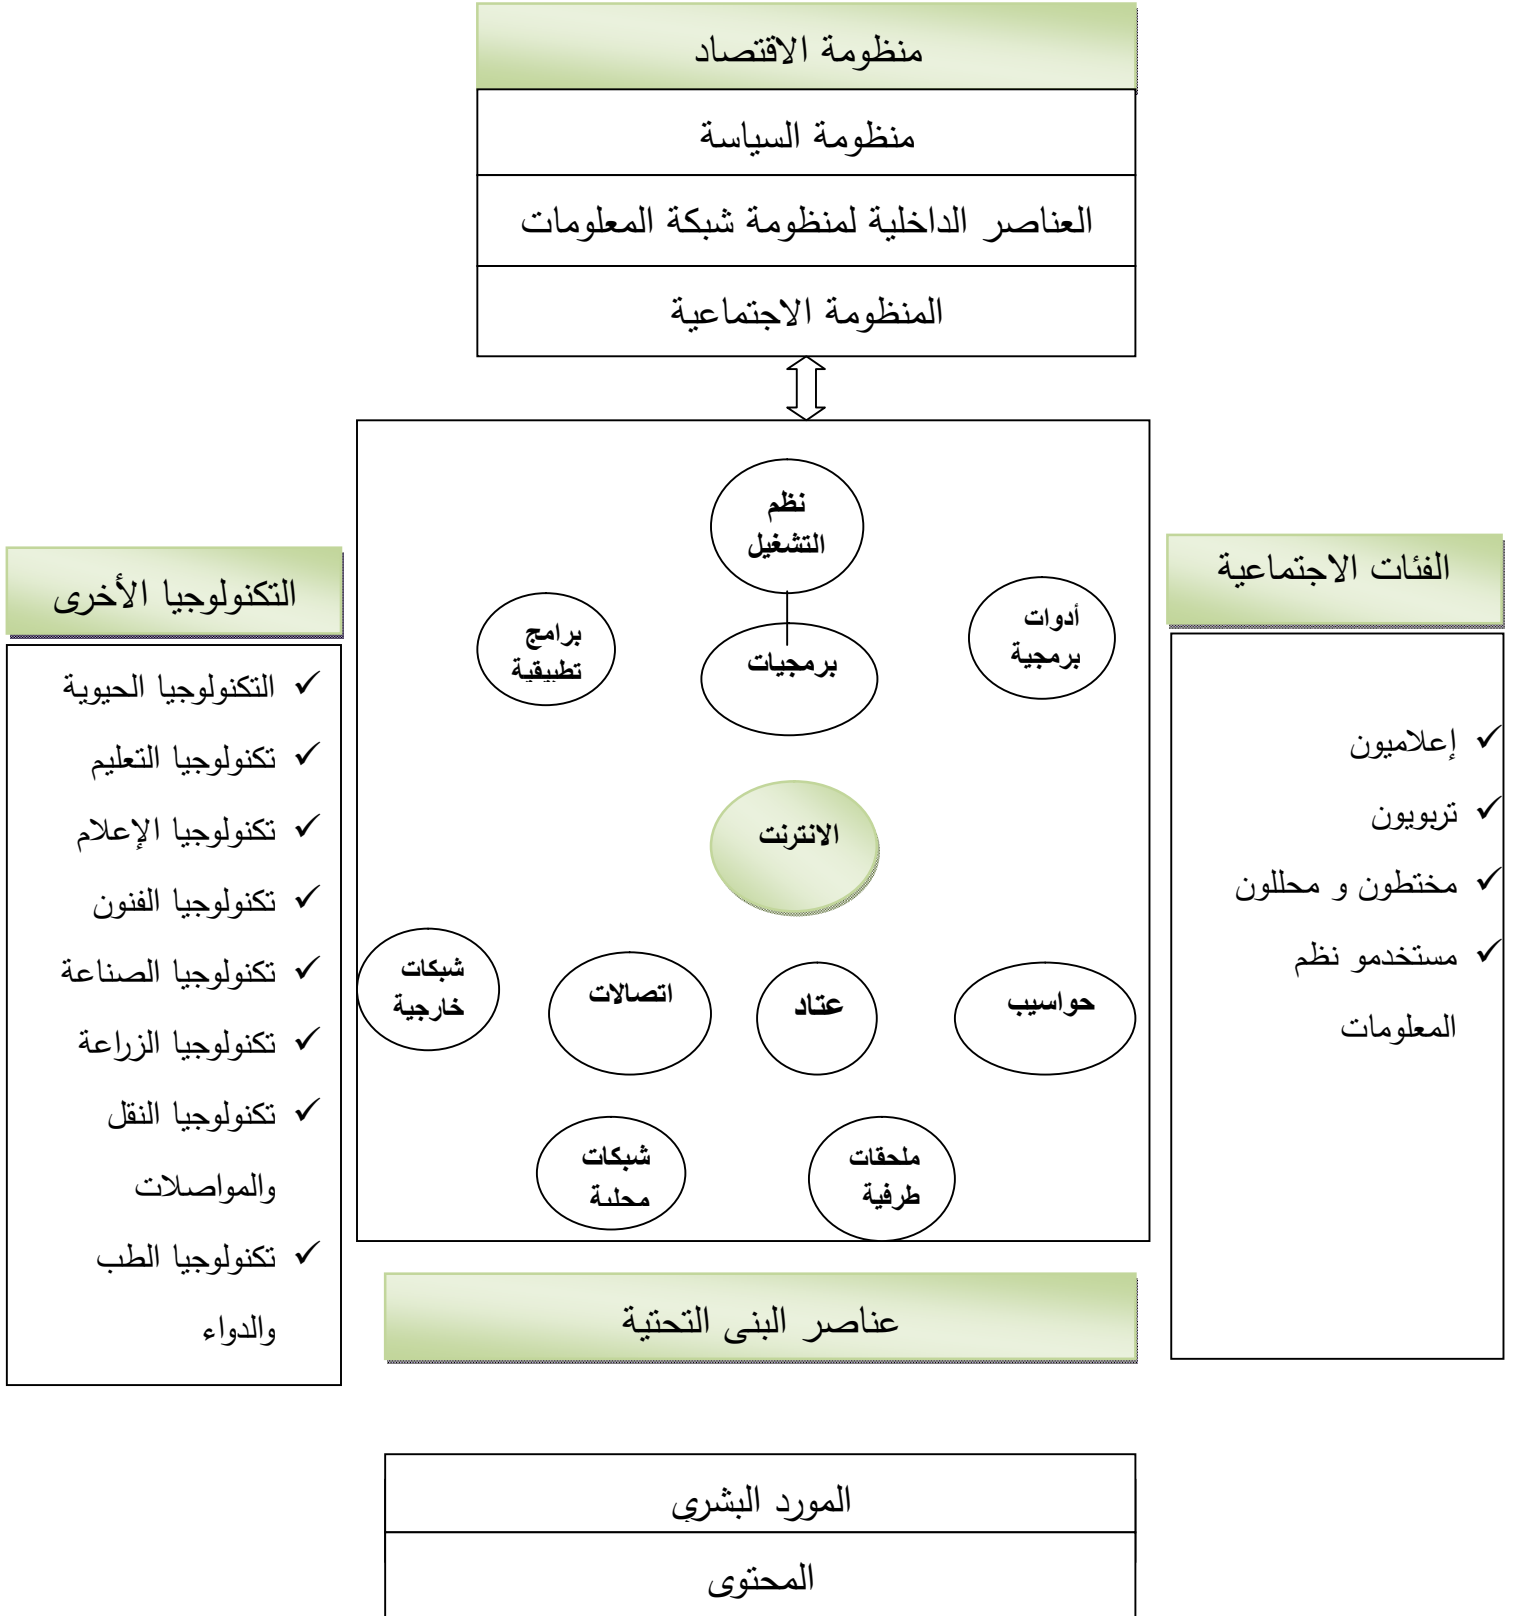 منظومة الاقتصاد
منظومة السياسة
العناصر الداخلية لمنظومة شبكة المعلومات
المنظومة الاجتماعية
الفئات الاجتماعية
إعلاميون
تربويون
مختطون و محللون
مستخدمو نظم
المعلومات
نظم
التشغيل
أدوات
برمجية
برمجيات
برامج
تطبيقية
الانترنت
حواسيب
عتاد
اتصالات
شبكات
خارجية
ملحقات
طرفية
شبكات
محلية
التكنولوجيا الأخرى
التكنولوجيا الحيوية
تكنولوجيا التعليم
تكنولوجيا الإعلام
تكنولوجيا الفنون
تكنولوجيا الصناعة
تكنولوجيا الزراعة
تكنولوجيا النقل
والمواصلات
تكنولوجيا الطب
والدواء
عناصر البنى التحتية
المورد البشري
المحتوى